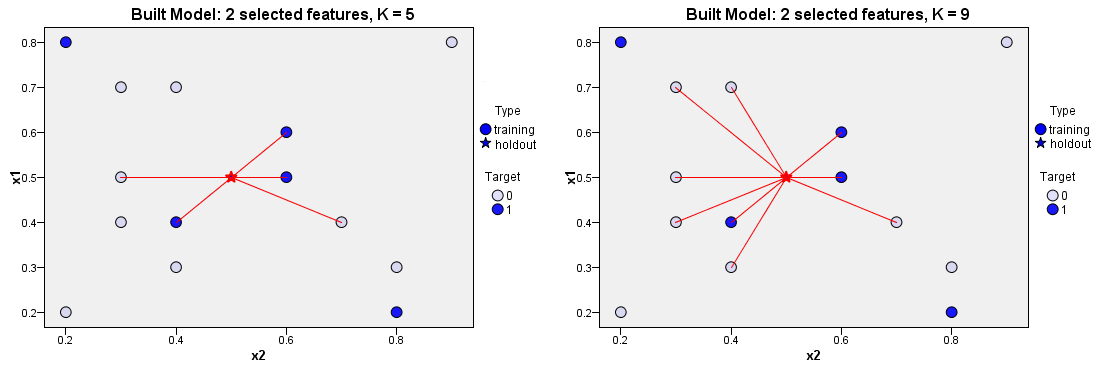 Built Model: 2 selected features, K = 5
0.8
0.7
0.6
0.5
0.4
0.3
0.2
x1
0.2 0.4 0.6 0.8
x2
Type
training
holdout
Target
0
1
Built Model: 2 selected features, K = 9
0.8
0.7
0.6
0.5
0.4
0.3
0.2
x1
0.2 0.4 0.6 0.8
x2
Type
training
holdout
Target
0
1